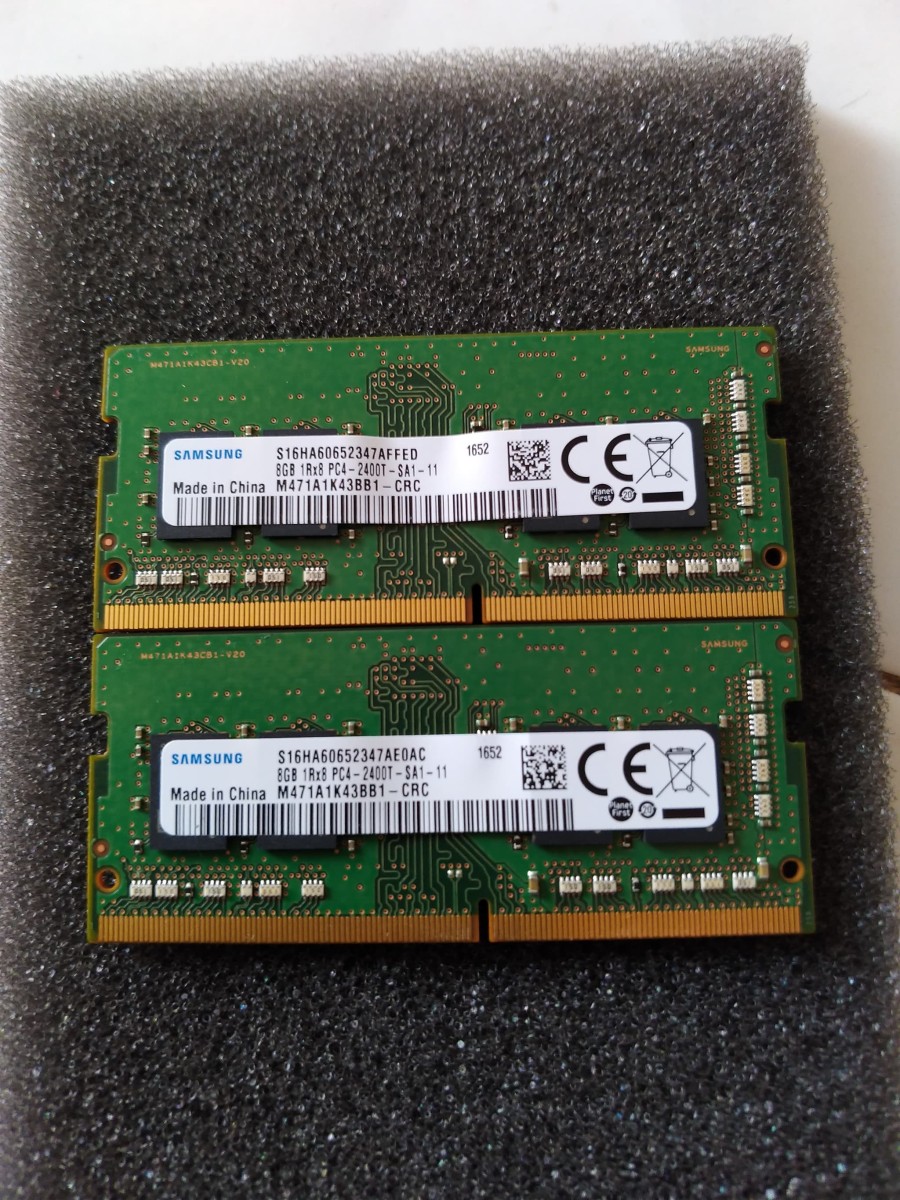 M471A1K43CB1-V20
SAMSUNG
SAMSUNG
S16HA60652347AFFED
1652
8GB 1Rx8 PC4-2400T-SA1-11
Made in China M471A1K43BB1-CRC
CE
Planet
First
20
M471A1K43CB1-V20
SAMSUNG
SAMSUNG
S16HA60652347AE0AC
1652
8GB 1Rx8 PC4-2400T-SA1-11
Made in China M471A1K43BB1-CRC
CE
Planet
First
20